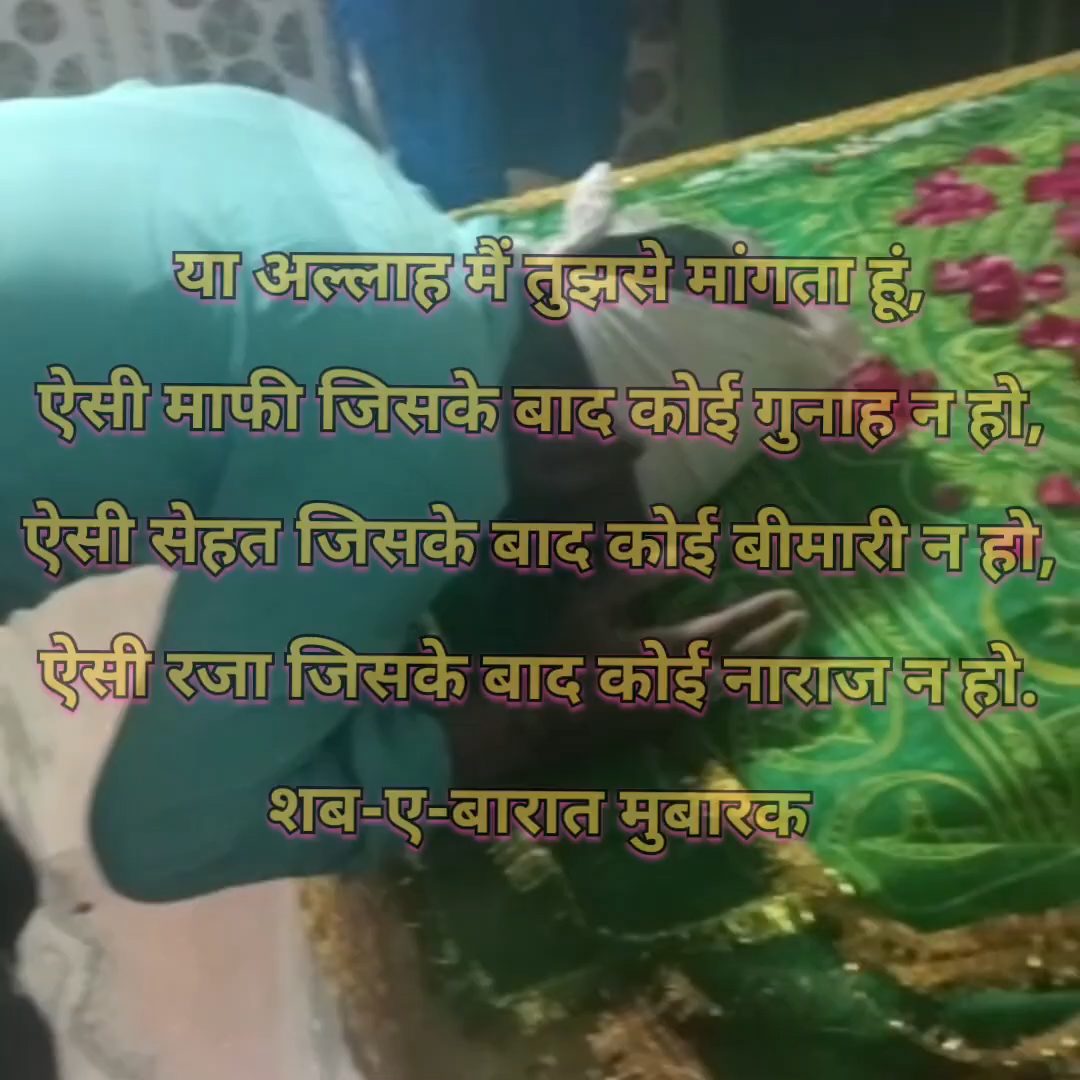 या अल्लाह मैं तुझसे मांगता हूं,
ऐसी माफी जिसके बाद कोई गुनाह न हो,
ऐसी सेहत जिसके बाद कोई बीमारी न हो,
ऐसी रजा जिसके बाद कोई नाराज न हो.
शब-ए-बारात मुबारक